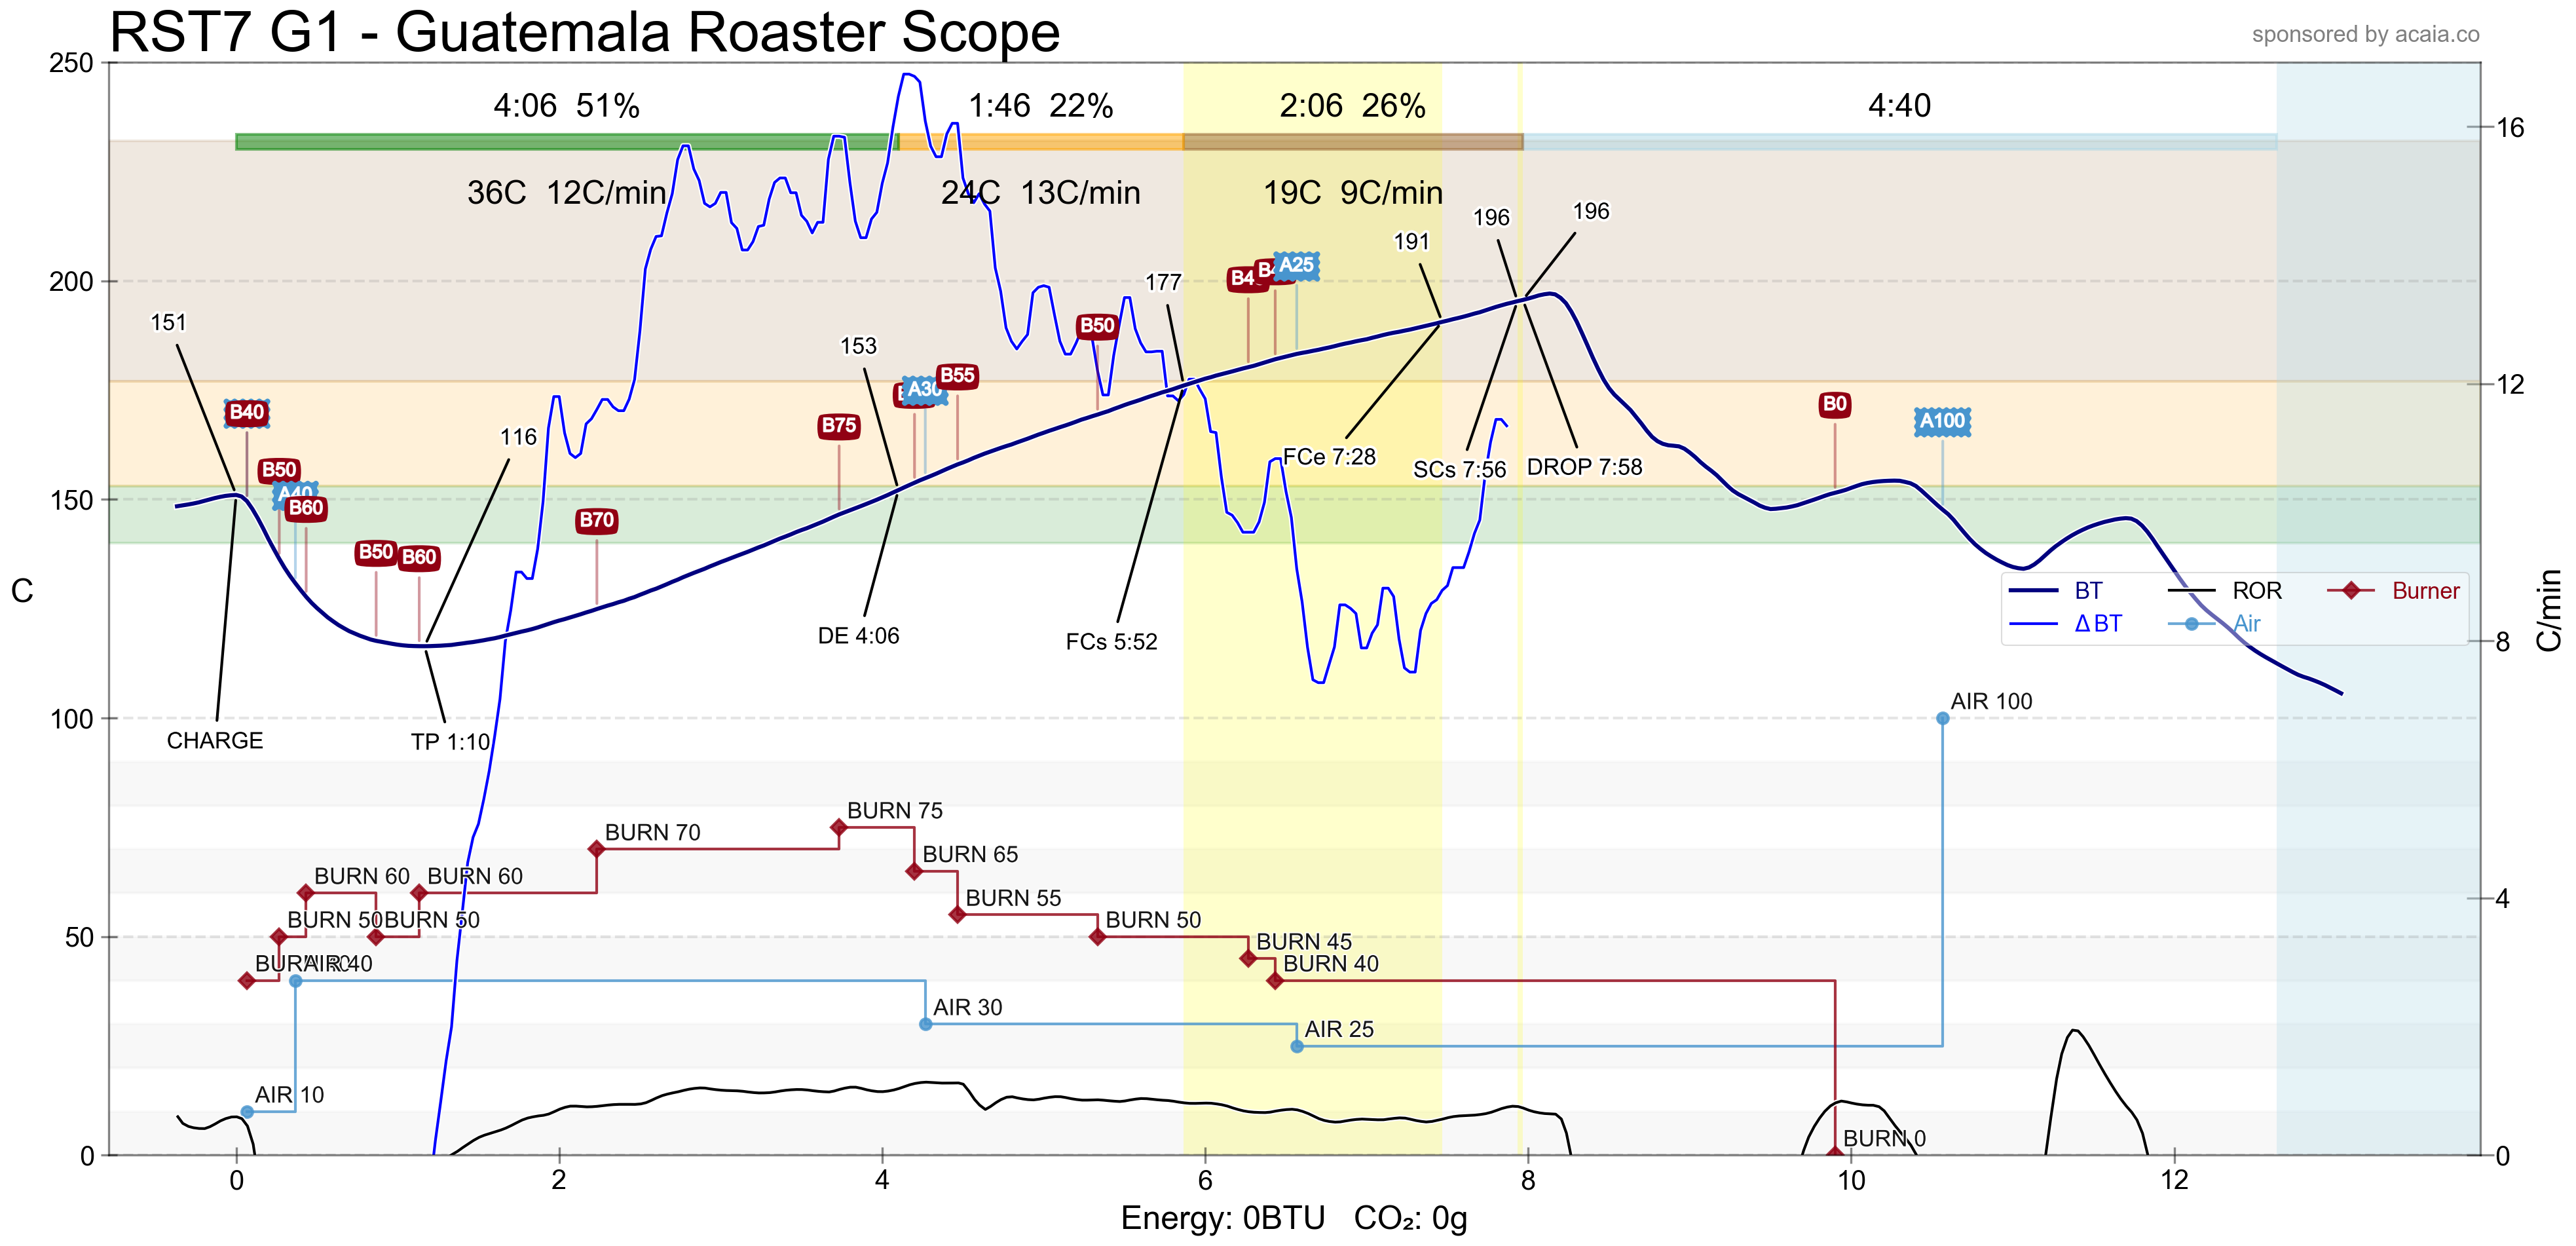 RST7 G1 - Guatemala Roaster Scope
sponsored by acaia.co
250
200
150
100
50
0
C
16
12
8
4
0
C/min
4:06 51%
1:46 22%
2:06 26%
4:40
36C 12C/min
24C 13C/min
19C 9C/min
151
116
153
177
191
196
196
B40
B50
A40
B60
B50
B60
B70
B75
A30
B55
B50
A25
B0
A100
CHARGE
TP 1:10
DE 4:06
FCs 5:52
FCe 7:28
SCs 7:56
DROP 7:58
BT
ROR
Burner
Δ BT
Air
AIR 100
BURN 75
BURN 70
BURN 65
BURN 60
BURN 60
BURN 55
BURN 50
BURN 50
BURN 50
BURN 45
BURN 40
AIR 40
AIR 30
AIR 25
AIR 10
BURN 0
0
2
4
6
8
10
12
Energy: 0BTU CO₂: 0g